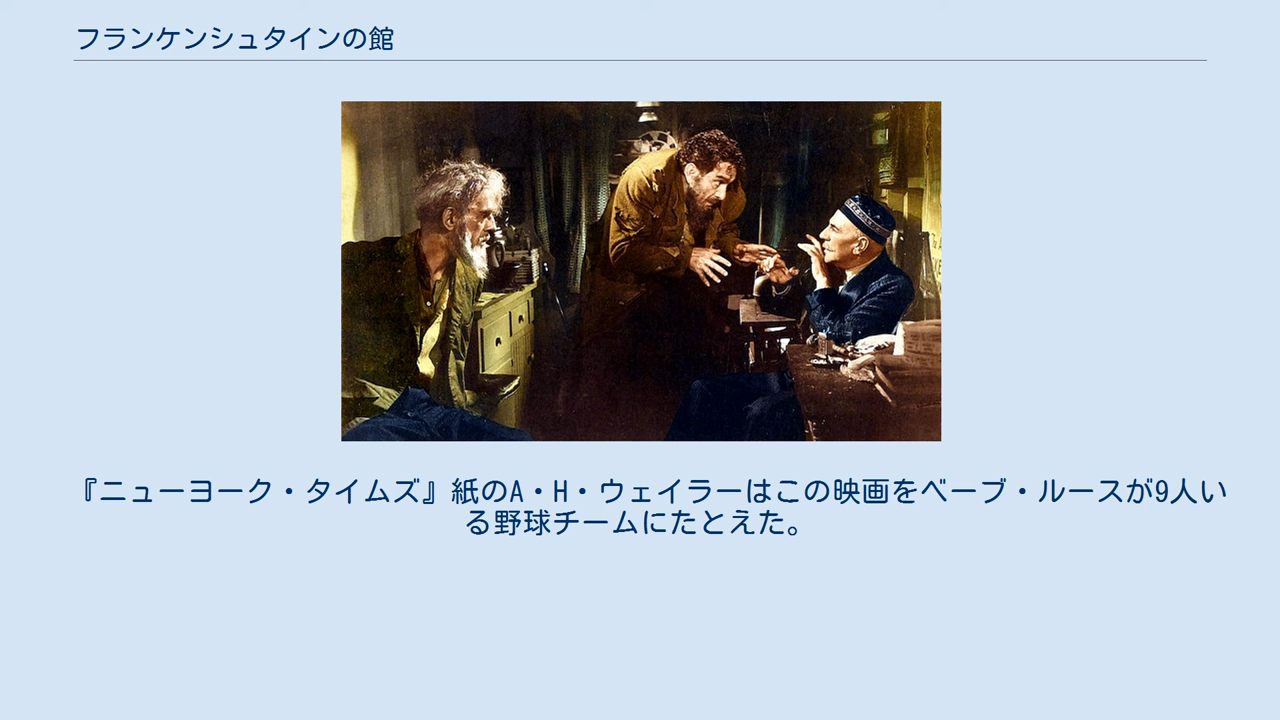 フランケンシュタインの館
『ニューヨーク・タイムズ』紙のA・H・ウェイラーはこの映画をベーブ・ルースが9人い
る野球チームにたとえた。